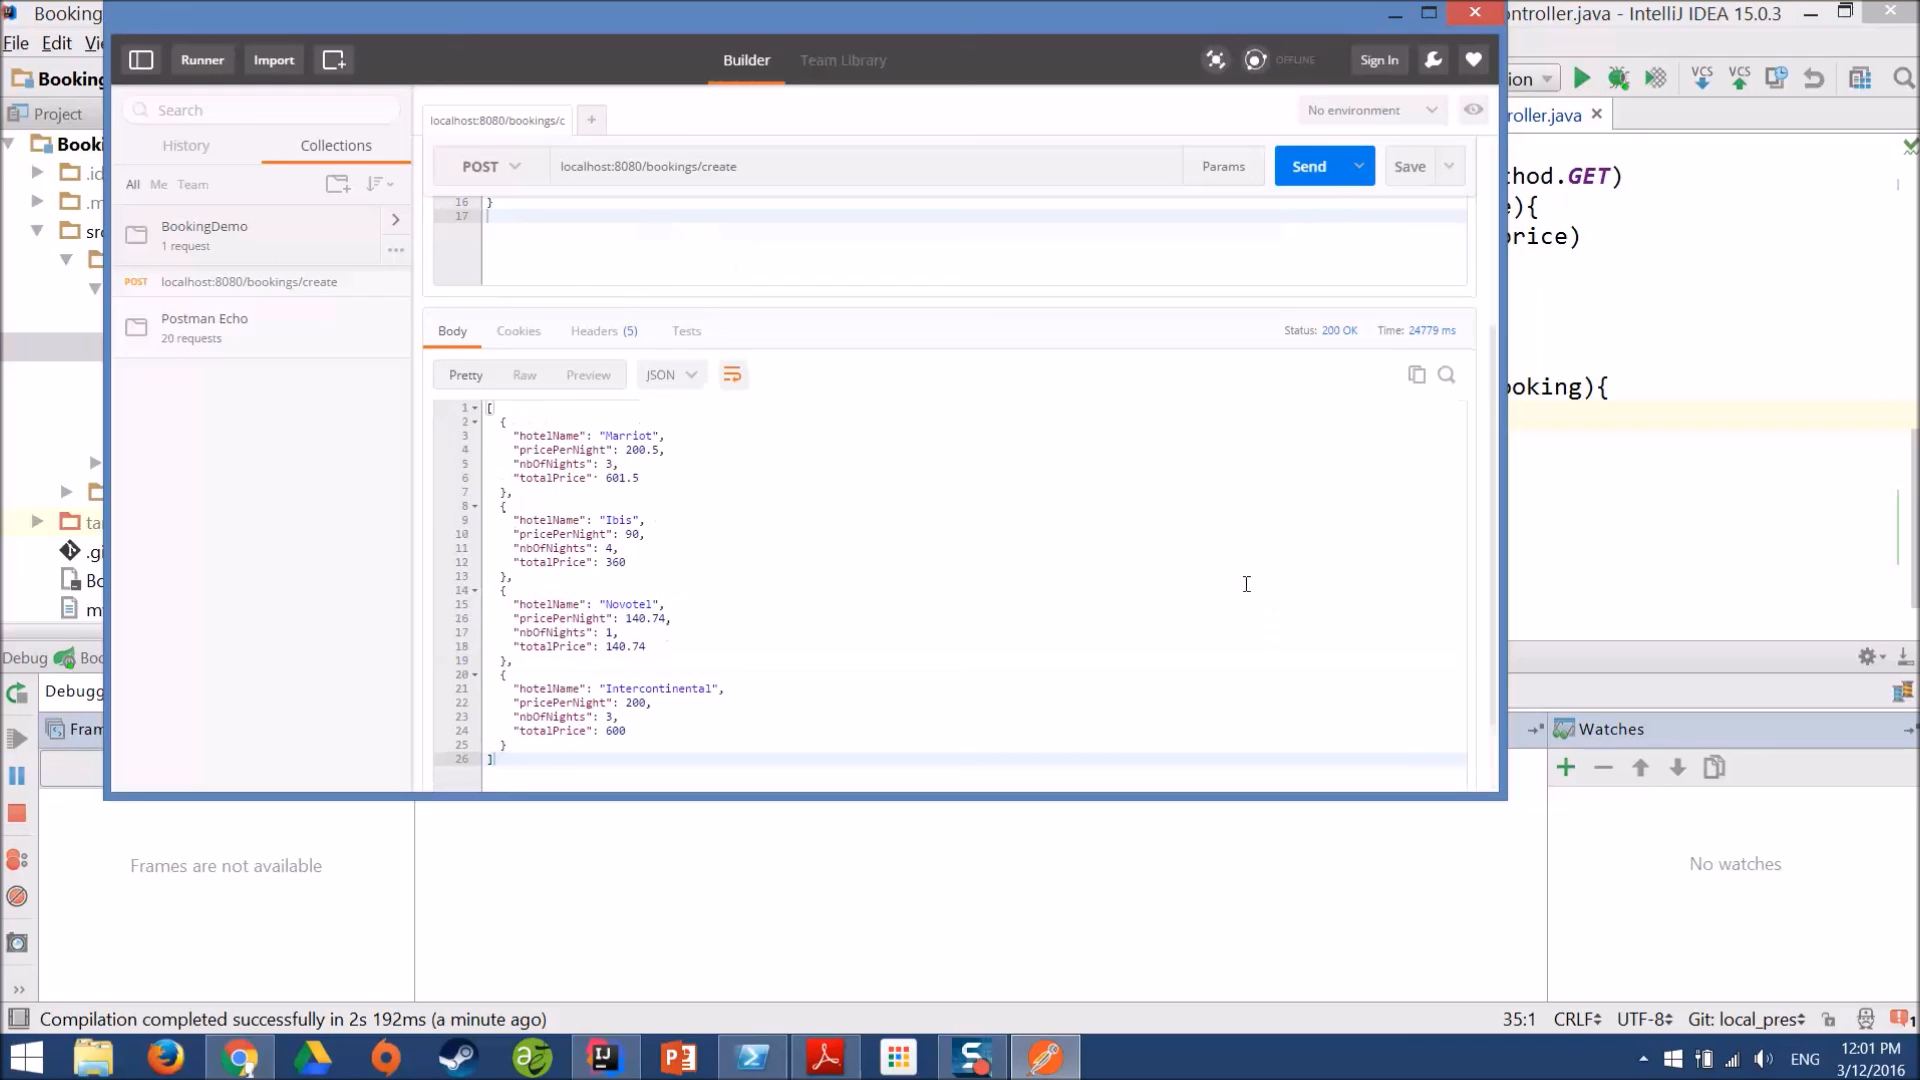 Booking
ontroller.java - IntelliJ IDEA 15.0.3
File Edit Vi
Runner
Import
Builder
Team Library
OFFLINE
Sign In
Booking
ion
Search
Project
localhost:8080/bookings/c
No environment
roller.java
History
Collections
Booki
POST
localhost:8080/bookings/create
Params
Send
Save
thod.GET)
.id
All Me Team
.m
16 }
e){
17
src
BookingDemo
1 request
price)
POST localhost:8080/bookings/create
Postman Echo
20 requests
Body
Cookies
Headers (5)
Tests
Status: 200 OK
Time: 24779 ms
Pretty
Raw
Preview
JSON
ooking){
1 [
2 {
3 "hotelName": "Marriot",
4 "pricePerNight": 200.5,
5 "nbOfNights": 3,
6 "totalPrice": 601.5
7 },
8 {
9 "hotelName": "Ibis",
10 "pricePerNight": 90,
11 "nbOfNights": 4,
12 "totalPrice": 360
13 },
14 {
15 "hotelName": "Novotel",
16 "pricePerNight": 140.74,
17 "nbOfNights": 1,
18 "totalPrice": 140.74
19 },
20 {
21 "hotelName": "Intercontinental",
22 "pricePerNight": 200,
23 "nbOfNights": 3,
24 "totalPrice": 600
25 }
26 ]
tar
.gi
Bo
m
Debug Boo
Debugg
Fram
Watches
Frames are not available
No watches
Compilation completed successfully in 2s 192ms (a minute ago)
35:1 CRLF UTF-8 Git: local_pres
1
ENG
12:01 PM
3/12/2016